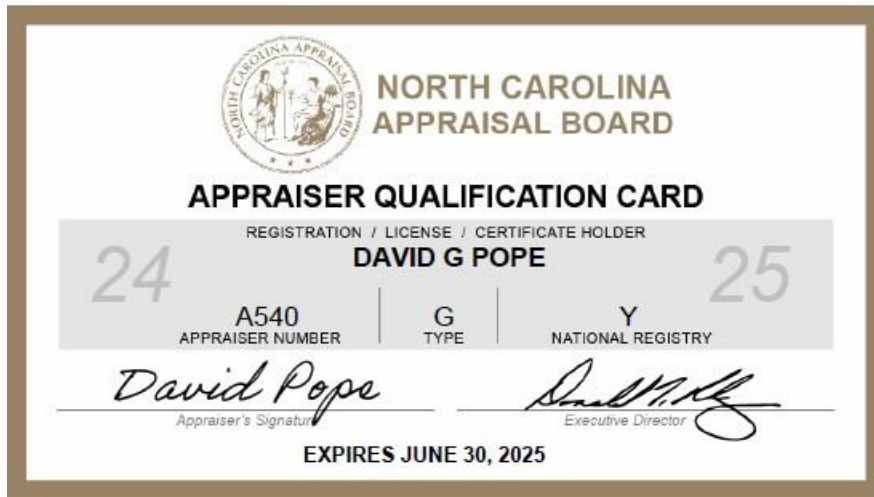 NORTH CAROLINA APPRAISAL BOARD
NORTH CAROLINA
APPRAISAL BOARD
APPRAISER QUALIFICATION CARD
REGISTRATION / LICENSE / CERTIFICATE HOLDER
DAVID G POPE
24 25
A540 G Y
APPRAISER NUMBER TYPE NATIONAL REGISTRY
David Pope
Appraiser's Signature Executive Director
EXPIRES JUNE 30, 2025